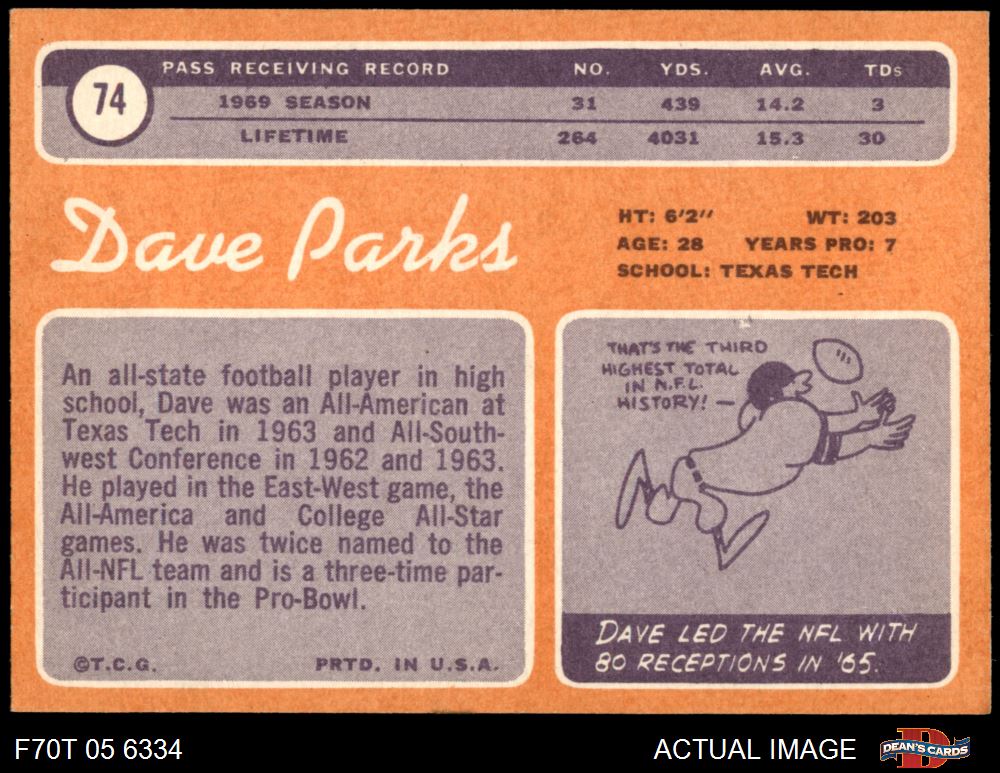 74
PASS RECEIVING RECORD NO. YDS. AVG. TDs
1969 SEASON 31 439 14.2 3
LIFETIME 264 4031 15.3 30
Dave Parks
HT: 6'2" WT: 203
AGE: 28 YEARS PRO: 7
SCHOOL: TEXAS TECH
An all-state football player in high
school, Dave was an All-American at
Texas Tech in 1963 and All-South-
west Conference in 1962 and 1963.
He played in the East-West game, the
All-America and College All-Star
games. He was twice named to the
All-NFL team and is a three-time par-
ticipant in the Pro-Bowl.
©T.C.G. PRTD. IN U.S.A.
THAT'S THE THIRD
HIGHEST TOTAL
IN N.F.L.
HISTORY! —
DAVE LED THE NFL WITH
80 RECEPTIONS IN '65.
F70T 05 6334
ACTUAL IMAGE
D
DEAN'S CARDS